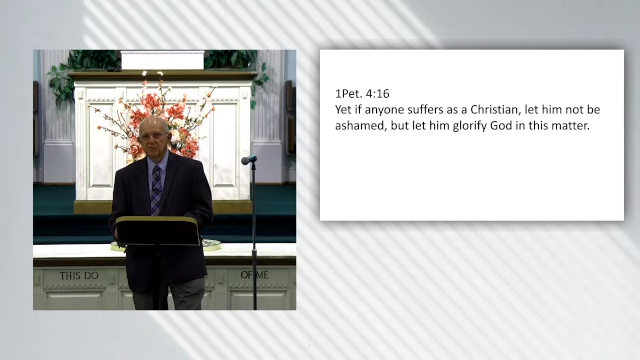 1Pet. 4:16
Yet if anyone suffers as a Christian, let him not be
ashamed, but let him glorify God in this matter.
THIS DO OF ME